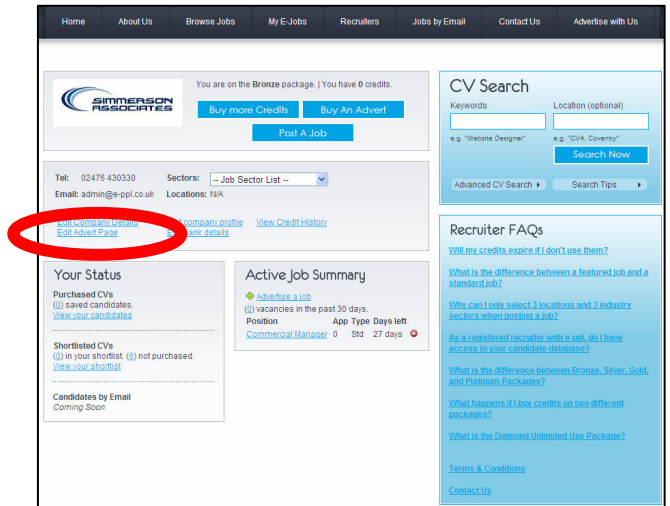 Home About Us Browse Jobs My E-Jobs Recruiters Jobs by Email Contact Us Advertise with Us
SIMMERSON
ASSOCIATES
You are on the Bronze package. | You have 0 credits.
Buy more Credits Buy An Advert
Post A Job
Tel: 02476 430330 Sectors: -- Job Sector List --
Email: admin@e-ppl.co.uk Locations: N/A
Edit Company Details company profile View Credit History
Edit Advert Page bank details
Your Status
Purchased CVs
(0) saved candidates.
View your candidates
Shortlisted CVs
(0) in your shortlist. (6) not purchased.
View your shortlist
Candidates by Email
Coming Soon
Active Job Summary
Advertise a job
(0) vacancies in the past 30 days.
Position App Type Days left
Commercial Manager 0 Std 27 days
CV Search
Keywords Location (optional)
e.g. "Website Designer" e.g. "CV4, Coventry"
Search Now
Advanced CV Search Search Tips
Recruiter FAQs
Will my credits expire if I don't use them?
What is the difference between a featured job and a
standard job?
Why can I only select 3 locations and 3 industry
sectors when posting a job?
As a registered recruiter with e-ppl, do I have
access to your candidate database?
What is the difference between Bronze, Silver, Gold,
and Platinum Packages?
What happens if I buy credits on two different
packages?
What is the Diamond Unlimited Use Package?
Terms & Conditions
Contact Us